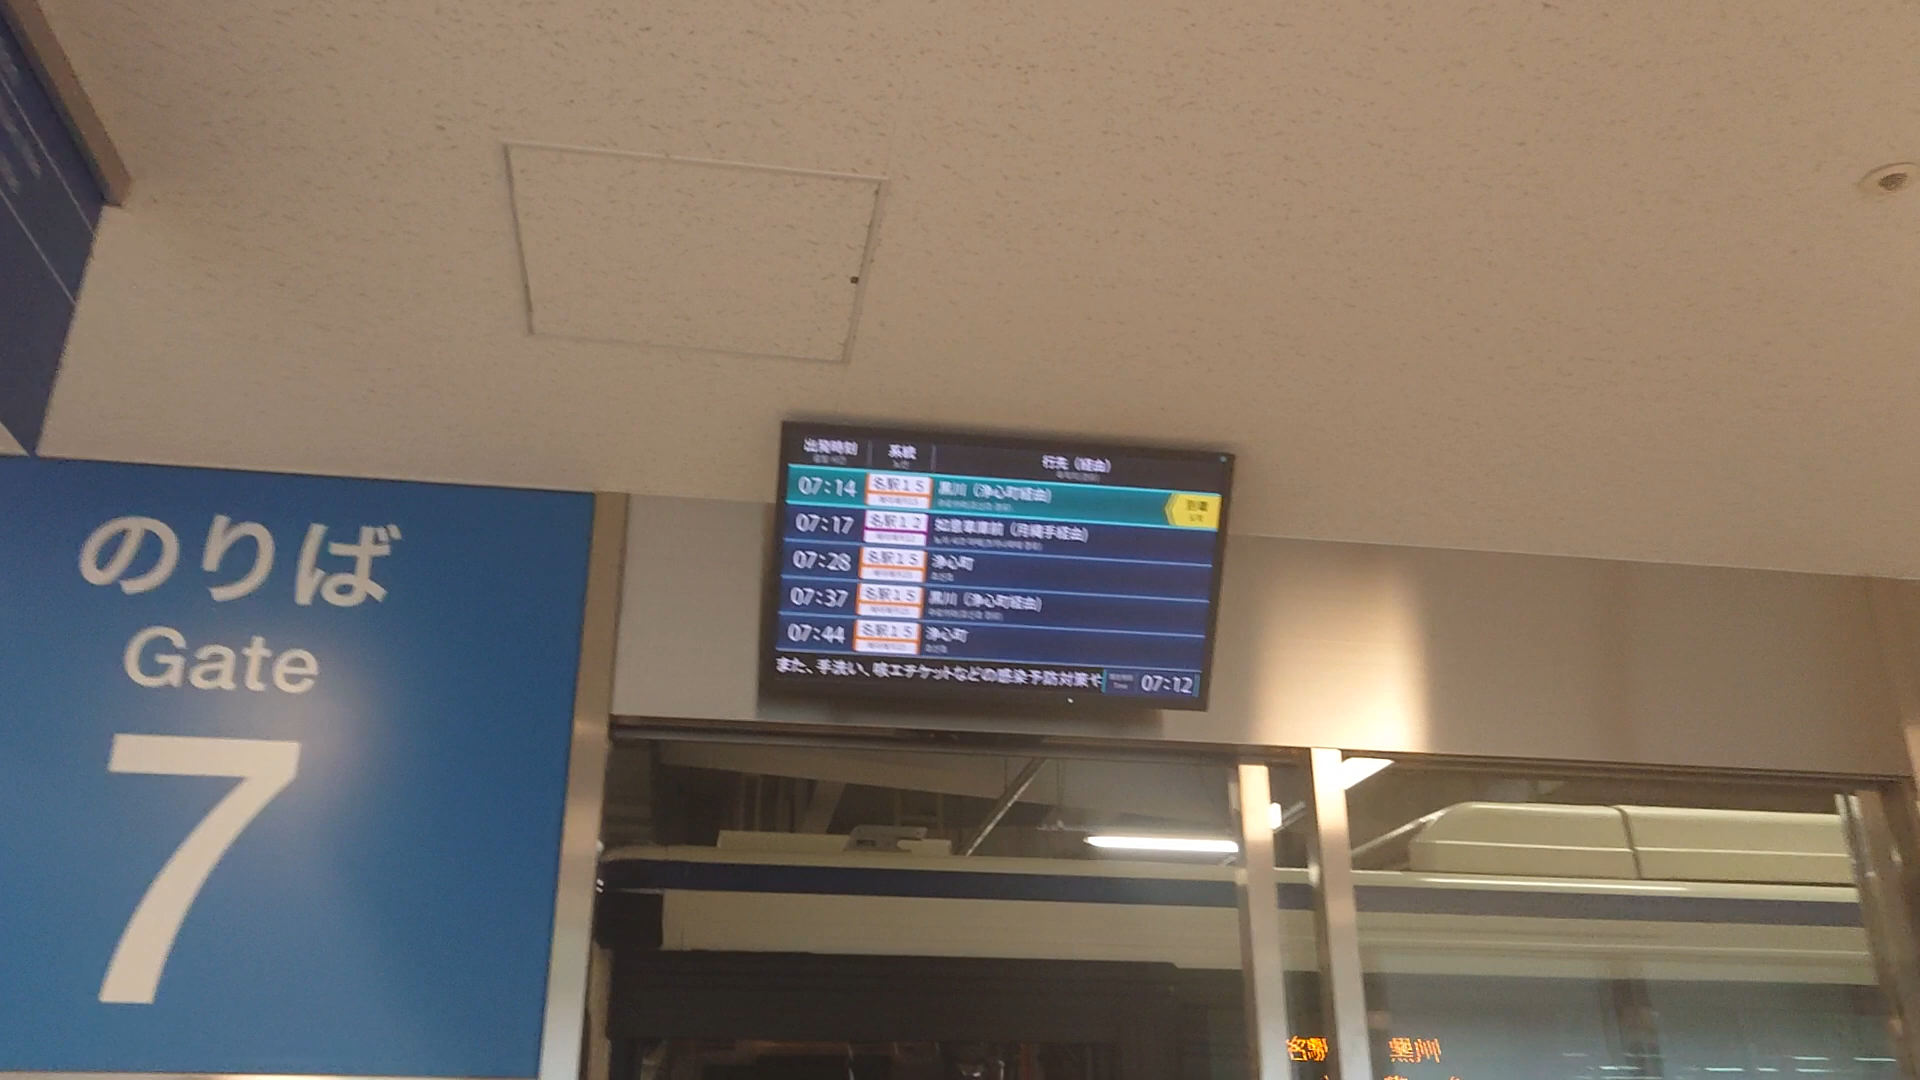 のりば
Gate
7
出発時刻 系統 行先（経由）
07:14 名駅15 黒川（浄心町経由） 到着
07:17 名駅12 如意車庫前（月縄手経由）
07:28 名駅15 浄心町
07:37 名駅15 黒川（浄心町経由）
07:44 名駅15 浄心町
また、手洗い、咳エチケットなどの感染予防対策や Time 07:12
名駅 黒川